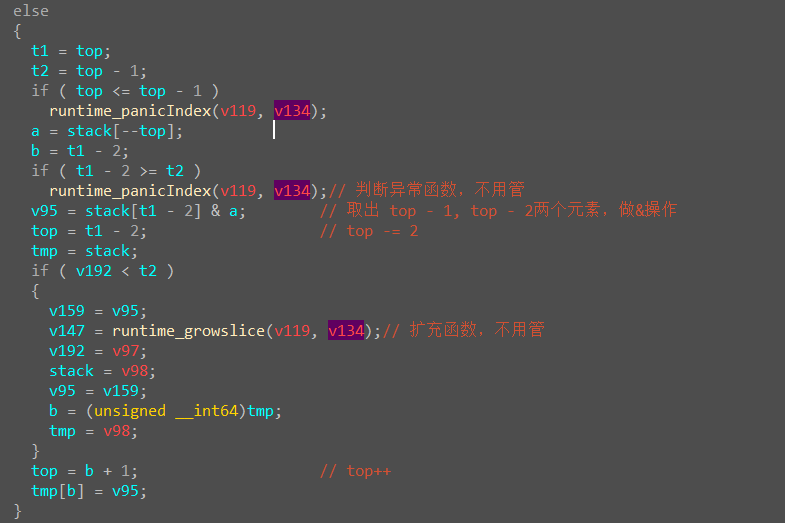 else
{
t1 = top;
t2 = top - 1;
if ( top <= top - 1 )
runtime_panicIndex(v119, v134);
a = stack[--top];
b = t1 - 2;
if ( t1 - 2 >= t2 )
runtime_panicIndex(v119, v134);// 判断异常函数，不用管
v95 = stack[t1 - 2] & a; // 取出 top - 1, top - 2两个元素，做&操作
top = t1 - 2; // top -= 2
tmp = stack;
if ( v192 < t2 )
{
v159 = v95;
v147 = runtime_growslice(v119, v134);// 扩充函数，不用管
v192 = v97;
stack = v98;
v95 = v159;
b = (unsigned __int64)tmp;
tmp = v98;
}
top = b + 1; // top++
tmp[b] = v95;
}